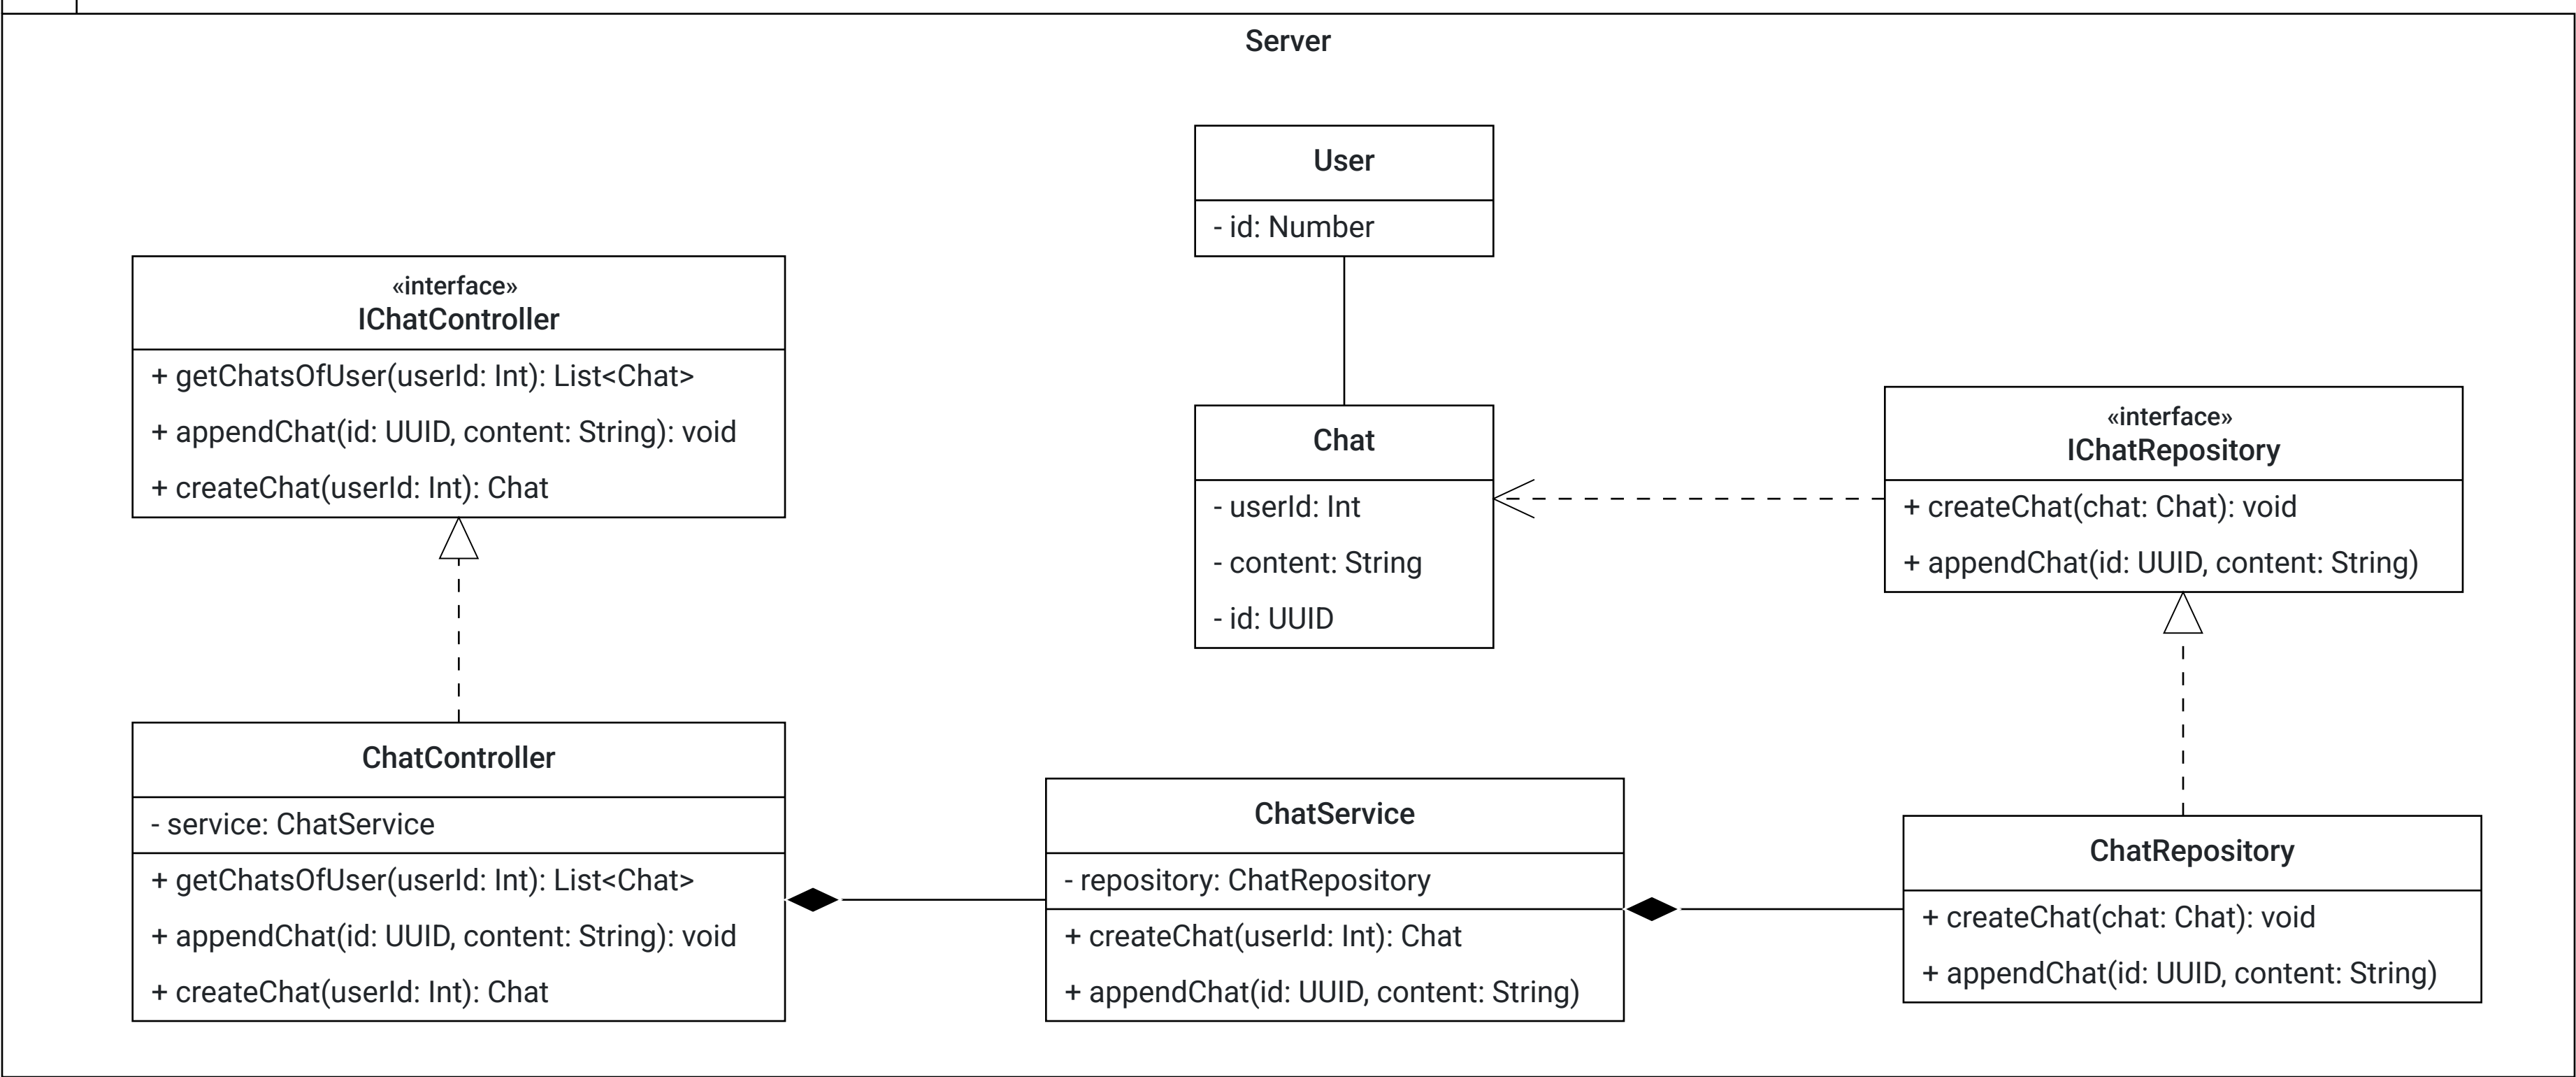 Server
User
- id: Number
«interface»
IChatController
+ getChatsOfUser(userId: Int): List<Chat>
+ appendChat(id: UUID, content: String): void
+ createChat(userId: Int): Chat
Chat
- userId: Int
- content: String
- id: UUID
«interface»
IChatRepository
+ createChat(chat: Chat): void
+ appendChat(id: UUID, content: String)
ChatController
- service: ChatService
+ getChatsOfUser(userId: Int): List<Chat>
+ appendChat(id: UUID, content: String): void
+ createChat(userId: Int): Chat
ChatService
- repository: ChatRepository
+ createChat(userId: Int): Chat
+ appendChat(id: UUID, content: String)
ChatRepository
+ createChat(chat: Chat): void
+ appendChat(id: UUID, content: String)